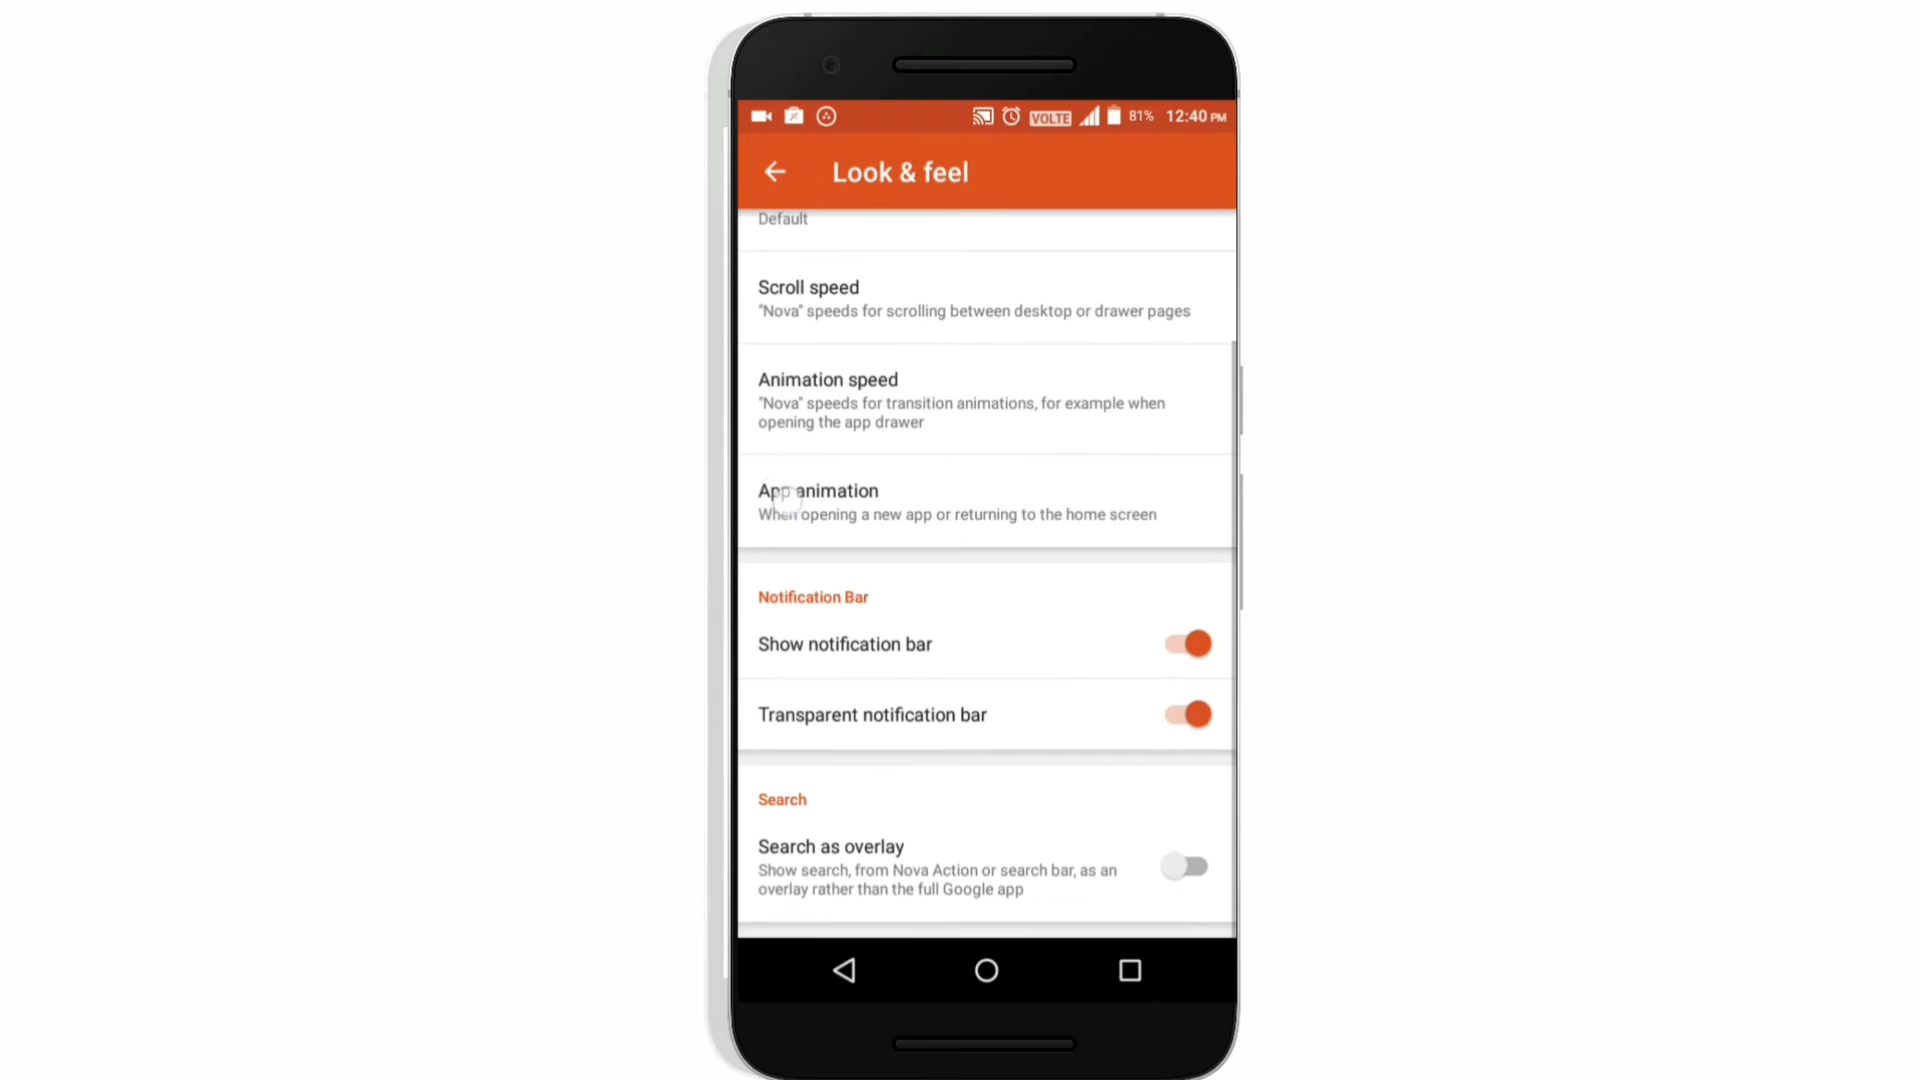 VOLTE 81% 12:40 PM
Look & feel
Default
Scroll speed
"Nova" speeds for scrolling between desktop or drawer pages
Animation speed
"Nova" speeds for transition animations, for example when
opening the app drawer
App animation
When opening a new app or returning to the home screen
Notification Bar
Show notification bar
Transparent notification bar
Search
Search as overlay
Show search, from Nova Action or search bar, as an
overlay rather than the full Google app